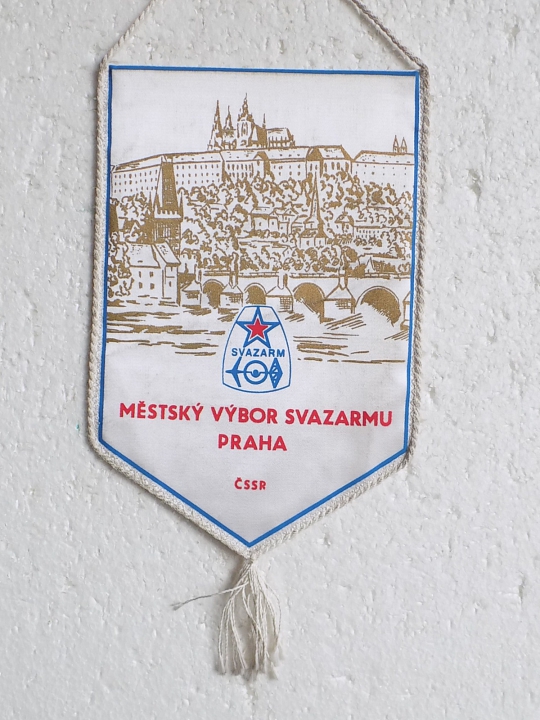 SVAZARM
MĚSTSKÝ VÝBOR SVAZARMU
PRAHA
ČSSR